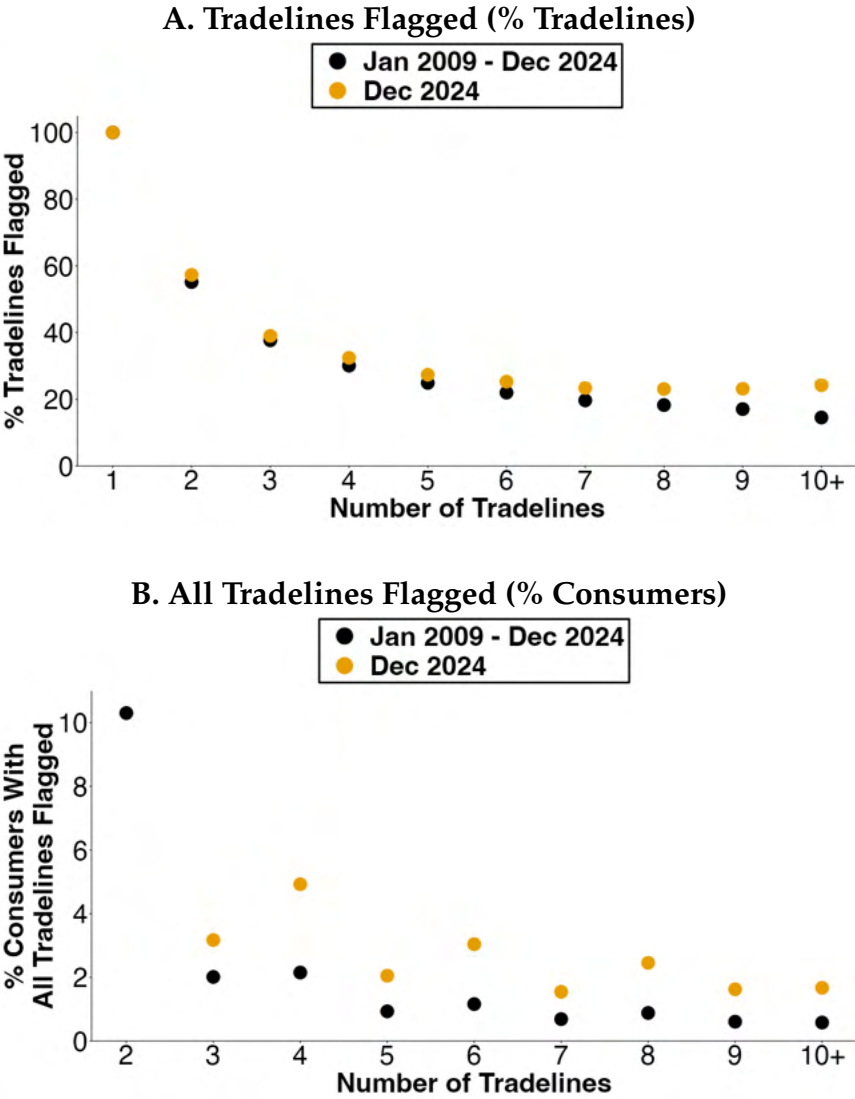 A. Tradelines Flagged (% Tradelines)
Jan 2009 - Dec 2024
Dec 2024
% Tradelines Flagged
100
80
60
40
20
0
1 2 3 4 5 6 7 8 9 10+
Number of Tradelines
B. All Tradelines Flagged (% Consumers)
Jan 2009 - Dec 2024
Dec 2024
% Consumers With
All Tradelines Flagged
10
8
6
4
2
0
2 3 4 5 6 7 8 9 10+
Number of Tradelines